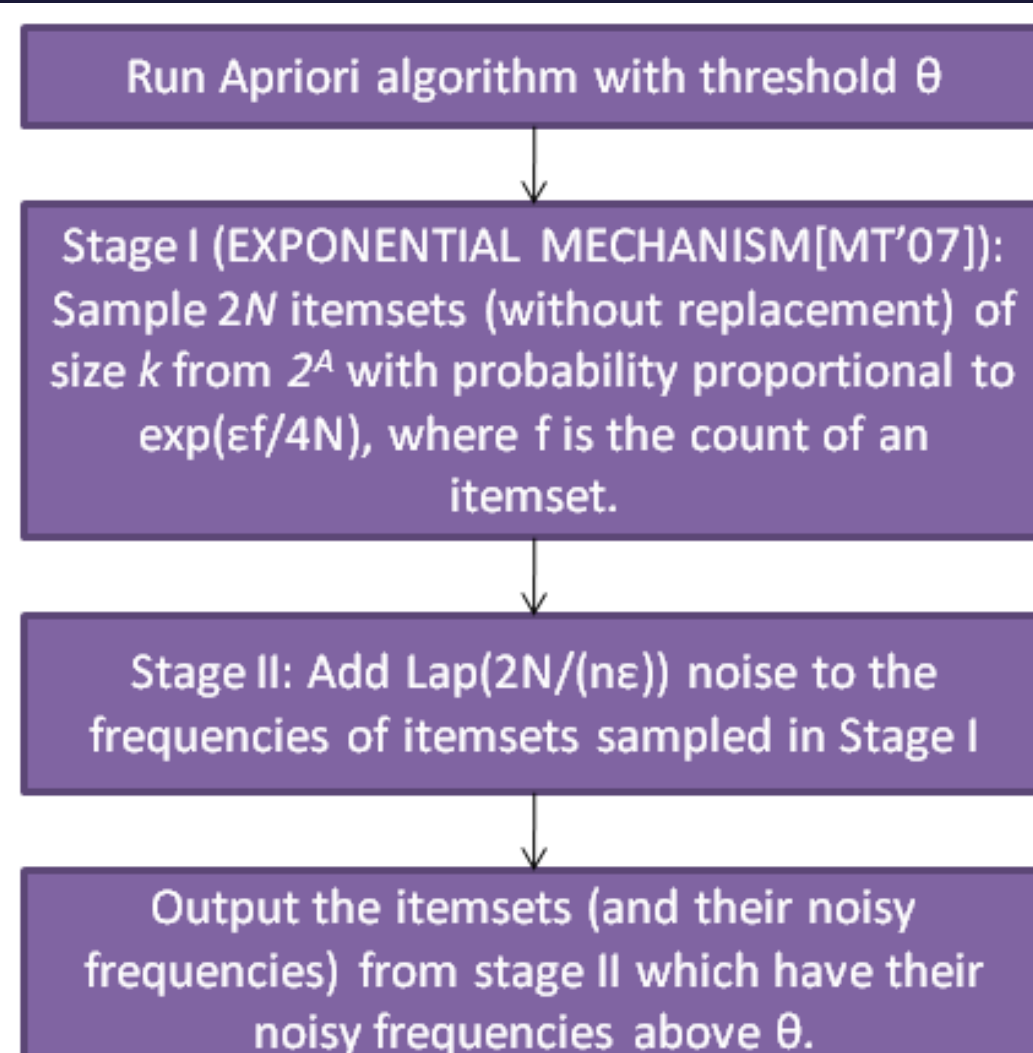 Run Apriori algorithm with threshold θ
Stage I (EXPONENTIAL MECHANISM[MT'07]):
Sample 2N itemsets (without replacement) of
size k from 2^A with probability proportional to
exp(εf/4N), where f is the count of an
itemset.
Stage II: Add Lap(2N/(nε)) noise to the
frequencies of itemsets sampled in Stage I
Output the itemsets (and their noisy
frequencies) from stage II which have their
noisy frequencies above θ.